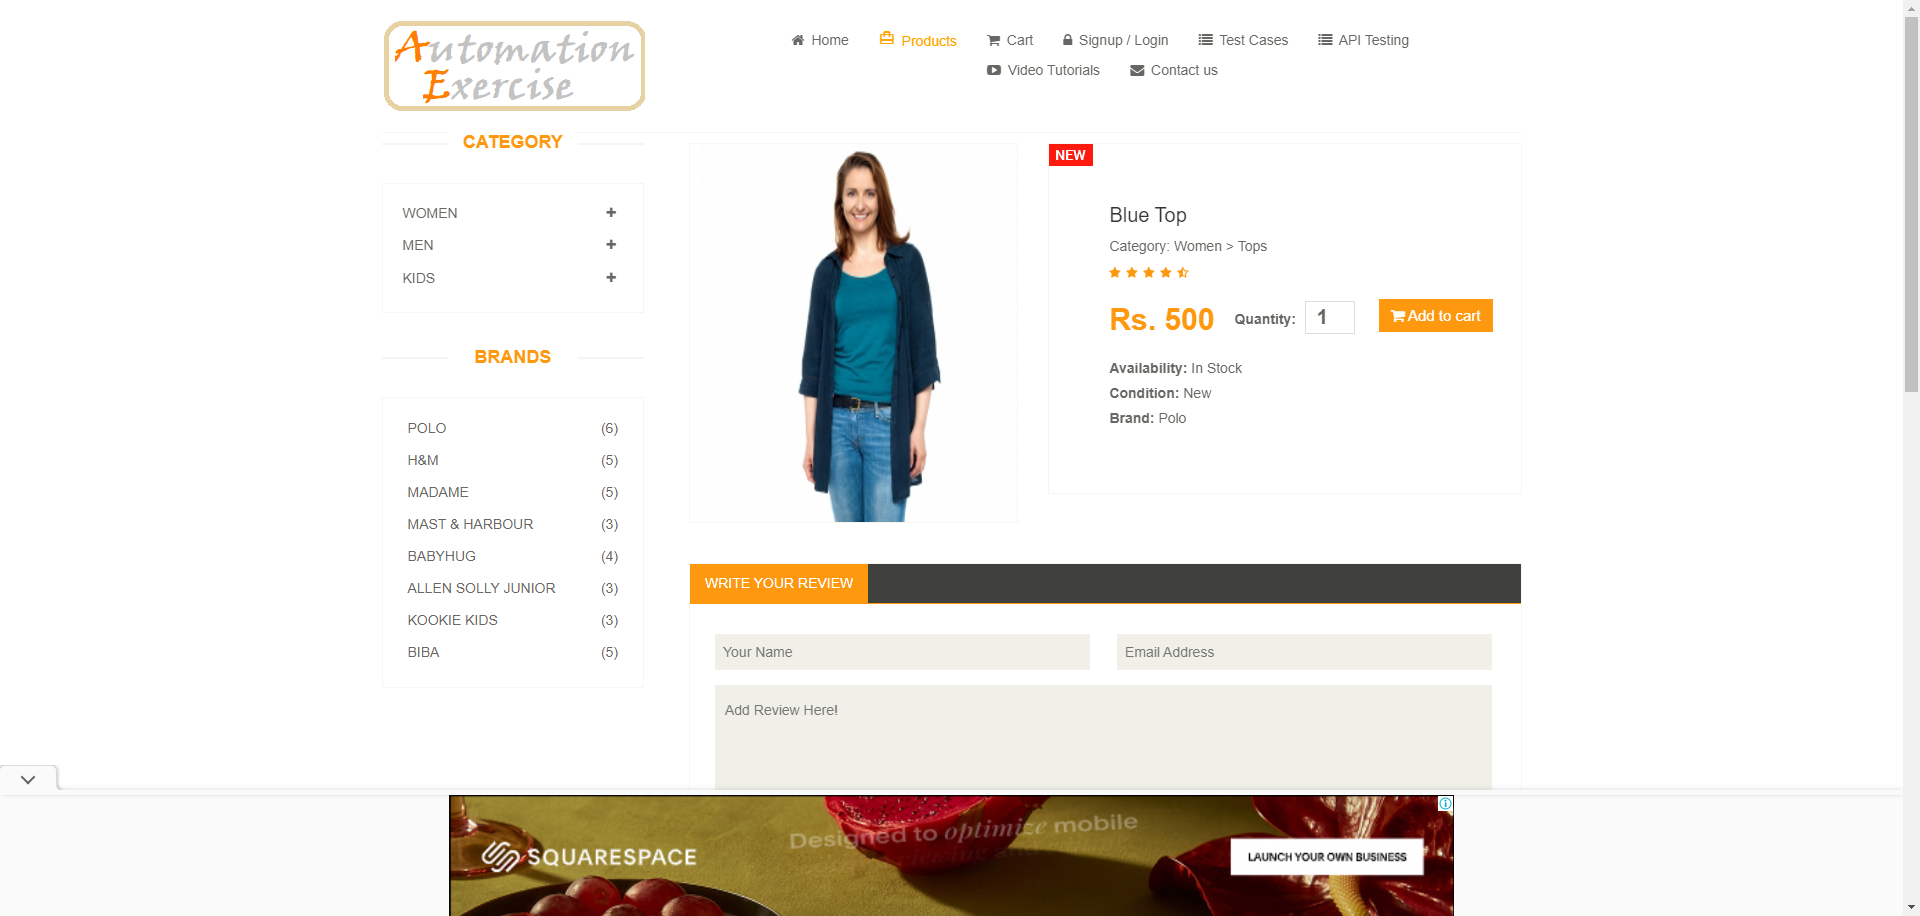 Automation
Exercise
Home
Products
Cart
Signup / Login
Test Cases
API Testing
Video Tutorials
Contact us
CATEGORY
WOMEN
MEN
KIDS
BRANDS
POLO (6)
H&M (5)
MADAME (5)
MAST & HARBOUR (3)
BABYHUG (4)
ALLEN SOLLY JUNIOR (3)
KOOKIE KIDS (3)
BIBA (5)
NEW
Blue Top
Category: Women > Tops
Rs. 500 Quantity: 1 Add to cart
Availability: In Stock
Condition: New
Brand: Polo
WRITE YOUR REVIEW
Your Name
Email Address
Add Review Here!
Designed to optimize mobile
SQUARESPACE
LAUNCH YOUR OWN BUSINESS